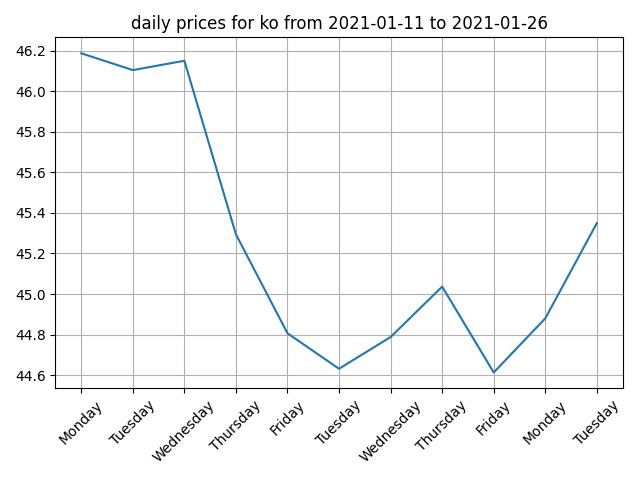 daily prices for ko from 2021-01-11 to 2021-01-26
46.2
46.0
45.8
45.6
45.4
45.2
45.0
44.8
44.6
Monday
Tuesday
Wednesday
Thursday
Friday
Tuesday
Wednesday
Thursday
Friday
Monday
Tuesday